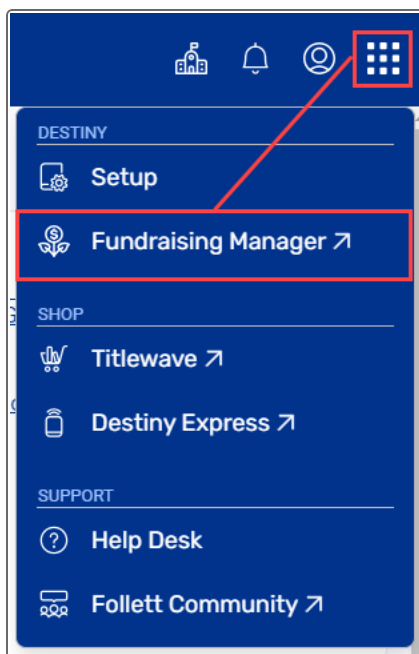 DESTINY
Setup
Fundraising Manager
SHOP
Titlewave
Destiny Express
SUPPORT
Help Desk
Follett Community